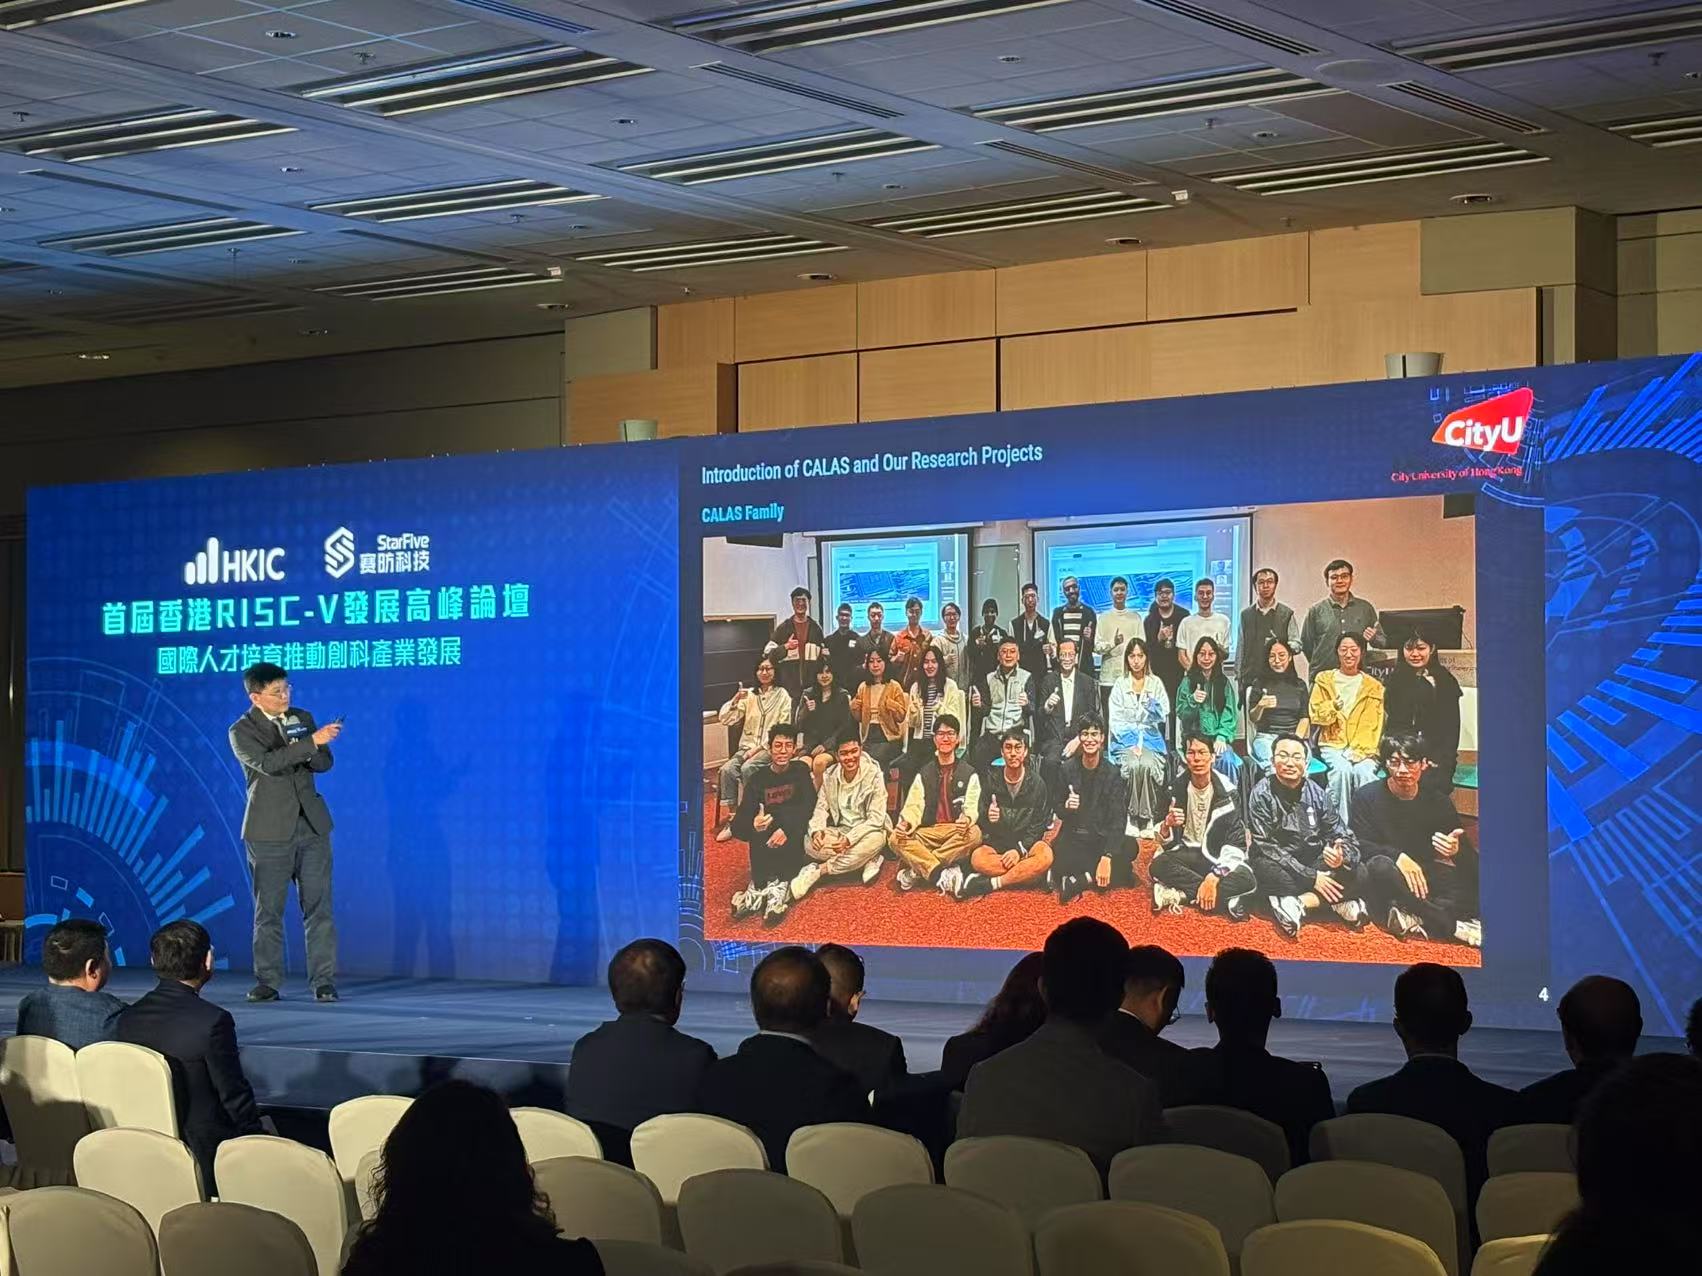 HKIC
StarFive
赛昉科技
首屆香港RISC-V發展高峰論壇
國際人才培育推動創科產業發展
Introduction of CALAS and Our Research Projects
CALAS Family
CityU
City University of Hong Kong
4